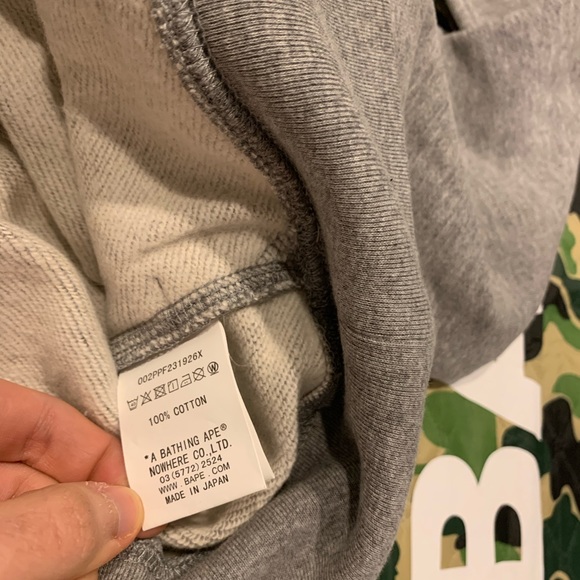 002PPF231926X
100% COTTON
*A BATHING APE®
NOWHERE CO.,LTD.
03(5772)2524
WWW.BAPE.COM
MADE IN JAPAN
BA